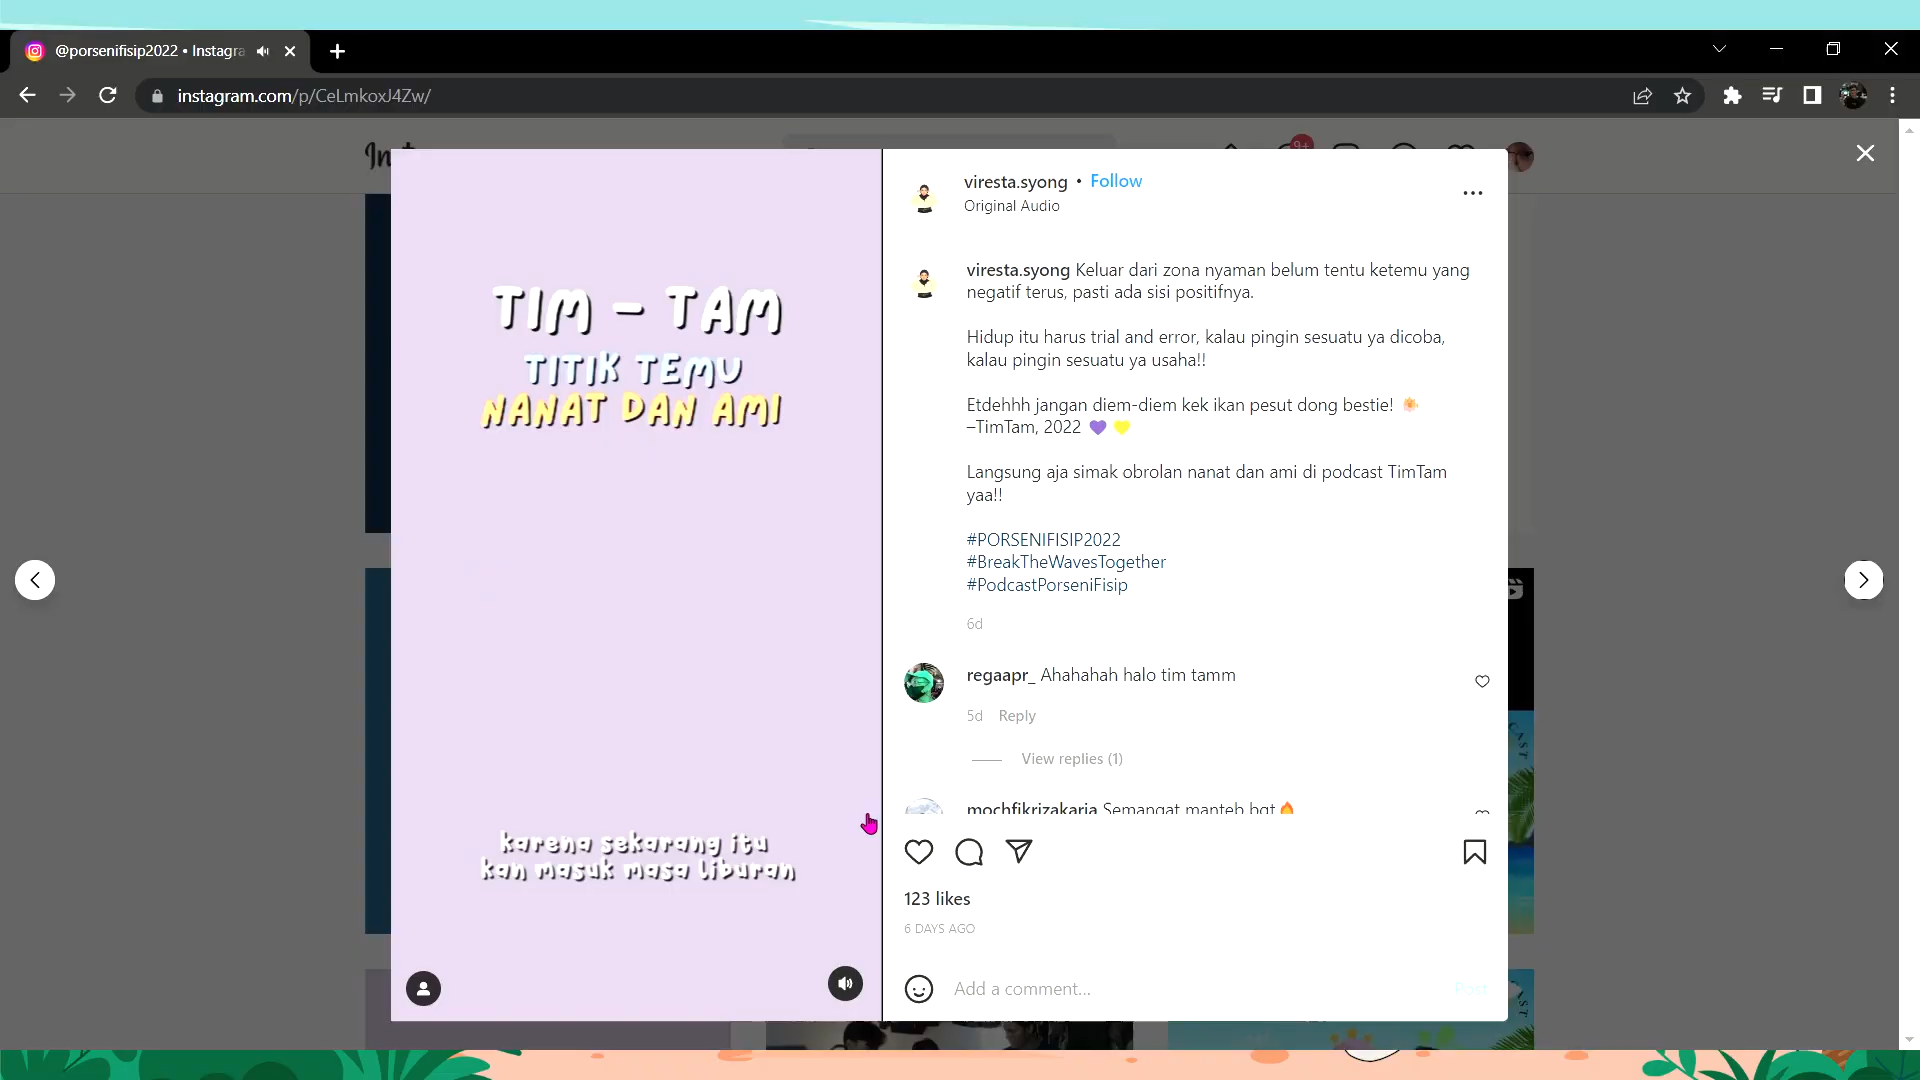 @porsenifisip2022 • Instagra
instagram.com/p/CeLmkoxJ4Zw/
9+
TIM - TAM
TITIK TEMU
NANAT DAN AMI
karena sekarang itu
kan masuk masa liburan
viresta.syong • Follow
Original Audio
viresta.syong Keluar dari zona nyaman belum tentu ketemu yang
negatif terus, pasti ada sisi positifnya.
Hidup itu harus trial and error, kalau pingin sesuatu ya dicoba,
kalau pingin sesuatu ya usaha!!
Etdehhh jangan diem-diem kek ikan pesut dong bestie! 🌼
–TimTam, 2022 💜 💛
Langsung aja simak obrolan nanat dan ami di podcast TimTam
yaa!!
#PORSENIFISIP2022
#BreakTheWavesTogether
#PodcastPorseniFisip
6d
regaapr_ Ahahahah halo tim tamm
5d Reply
View replies (1)
mochfikrizakaria Semangat manteb bgt🔥
123 likes
6 DAYS AGO
Add a comment...
Post